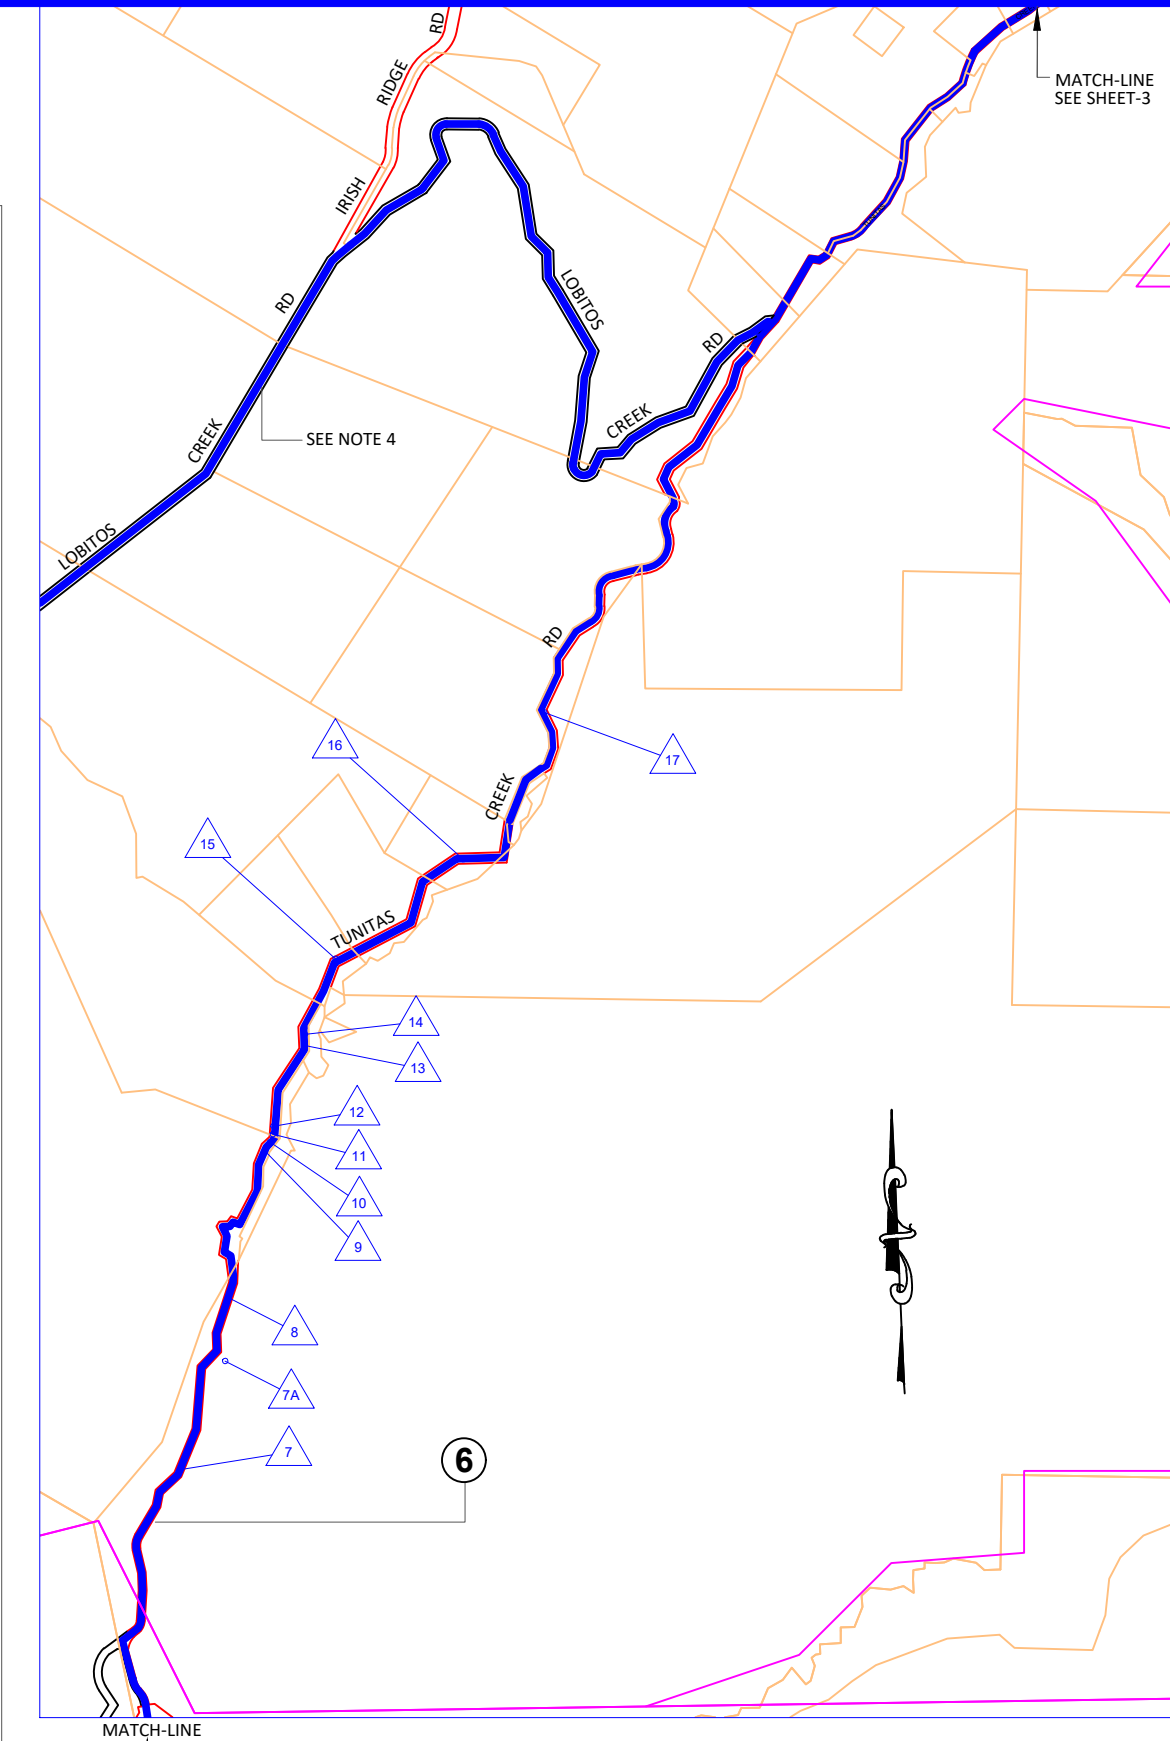 RD
RIDGE
IRISH
MATCH-LINE
SEE SHEET-3
RD
LOBITOS
RD
CREEK
CREEK
SEE NOTE 4
LOBITOS
RD
16
17
CREEK
15
TUNITAS
14
13
12
11
10
9
8
7A
7
6
MATCH-LINE